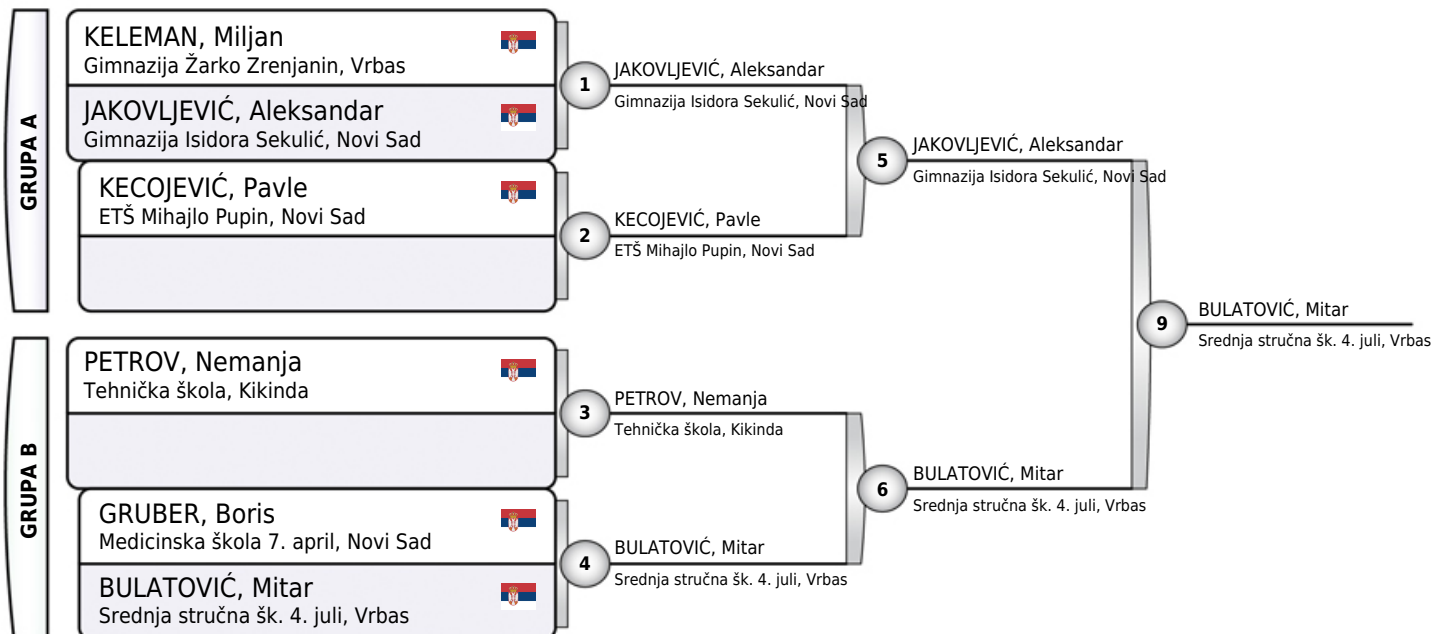 GRUPA A
KELEMAN, Miljan
Gimnazija Žarko Zrenjanin, Vrbas
JAKOVLJEVIĆ, Aleksandar
Gimnazija Isidora Sekulić, Novi Sad
KECOJEVIĆ, Pavle
ETŠ Mihajlo Pupin, Novi Sad
1
JAKOVLJEVIĆ, Aleksandar
Gimnazija Isidora Sekulić, Novi Sad
2
KECOJEVIĆ, Pavle
ETŠ Mihajlo Pupin, Novi Sad
5
JAKOVLJEVIĆ, Aleksandar
Gimnazija Isidora Sekulić, Novi Sad
GRUPA B
PETROV, Nemanja
Tehnička škola, Kikinda
GRUBER, Boris
Medicinska škola 7. april, Novi Sad
BULATOVIĆ, Mitar
Srednja stručna šk. 4. juli, Vrbas
3
PETROV, Nemanja
Tehnička škola, Kikinda
4
BULATOVIĆ, Mitar
Srednja stručna šk. 4. juli, Vrbas
6
BULATOVIĆ, Mitar
Srednja stručna šk. 4. juli, Vrbas
9
BULATOVIĆ, Mitar
Srednja stručna šk. 4. juli, Vrbas